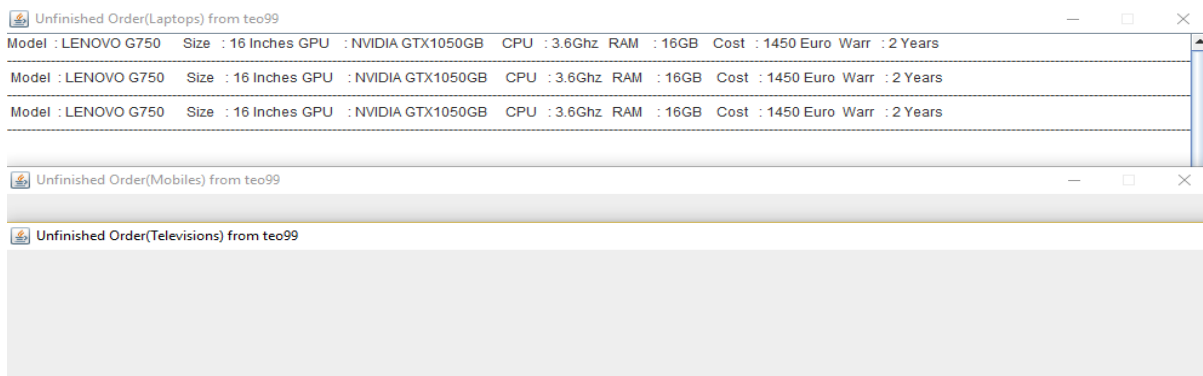 Unfinished Order(Laptops) from teo99
Model : LENOVO G750 Size : 16 Inches GPU : NVIDIA GTX1050GB CPU : 3.6Ghz RAM : 16GB Cost : 1450 Euro Warr : 2 Years
Model : LENOVO G750 Size : 16 Inches GPU : NVIDIA GTX1050GB CPU : 3.6Ghz RAM : 16GB Cost : 1450 Euro Warr : 2 Years
Model : LENOVO G750 Size : 16 Inches GPU : NVIDIA GTX1050GB CPU : 3.6Ghz RAM : 16GB Cost : 1450 Euro Warr : 2 Years
Unfinished Order(Mobiles) from teo99
Unfinished Order(Televisions) from teo99